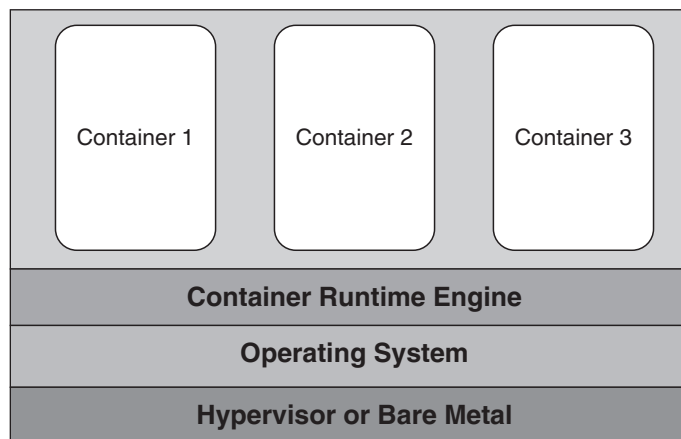 Container 1
Container 2
Container 3
Container Runtime Engine
Operating System
Hypervisor or Bare Metal